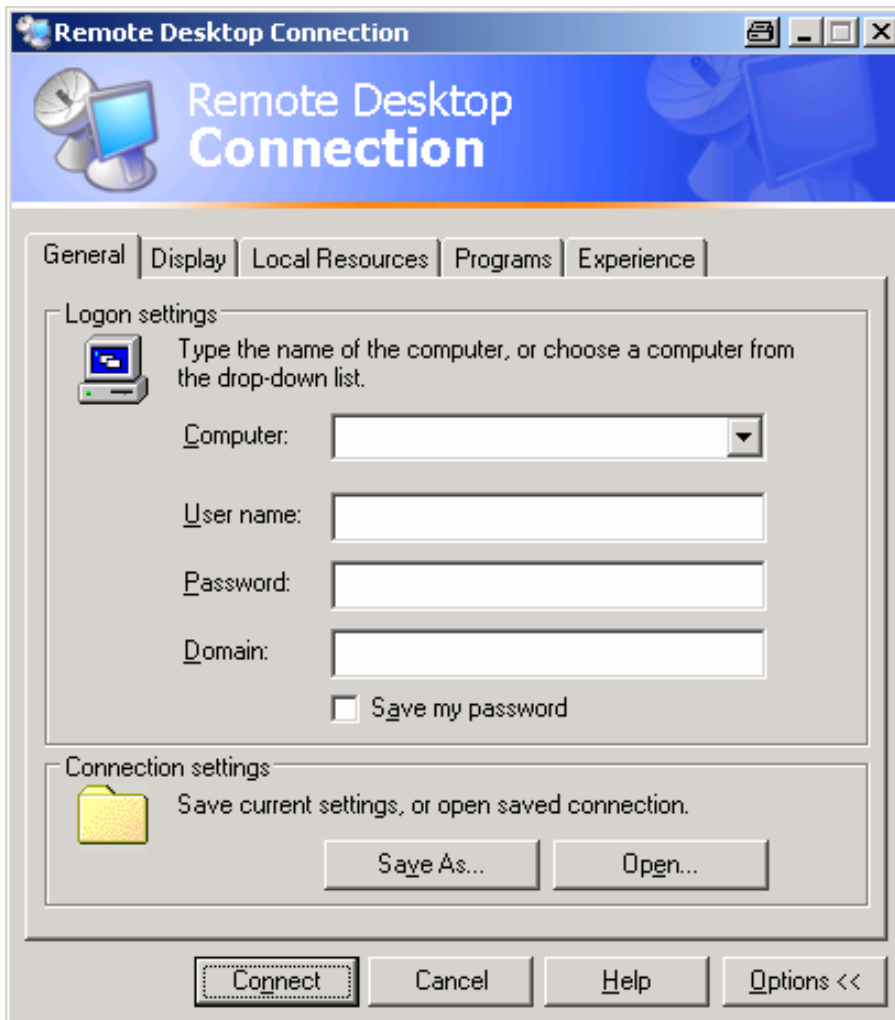 Remote Desktop Connection
Remote Desktop
Connection
General Display Local Resources Programs Experience
Logon settings
Type the name of the computer, or choose a computer from
the drop-down list.
Computer:
User name:
Password:
Domain:
Save my password
Connection settings
Save current settings, or open saved connection.
Save As... Open...
Connect Cancel Help Options <<